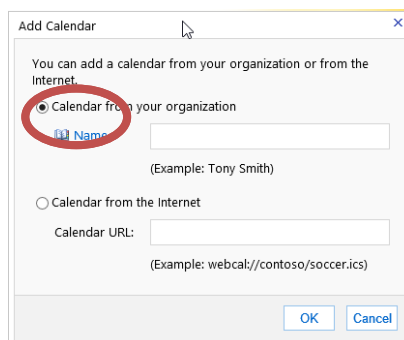 Add Calendar
You can add a calendar from your organization or from the
Internet.
Calendar from your organization
Name
(Example: Tony Smith)
Calendar from the Internet
Calendar URL:
(Example: webcal://contoso/soccer.ics)
OK Cancel